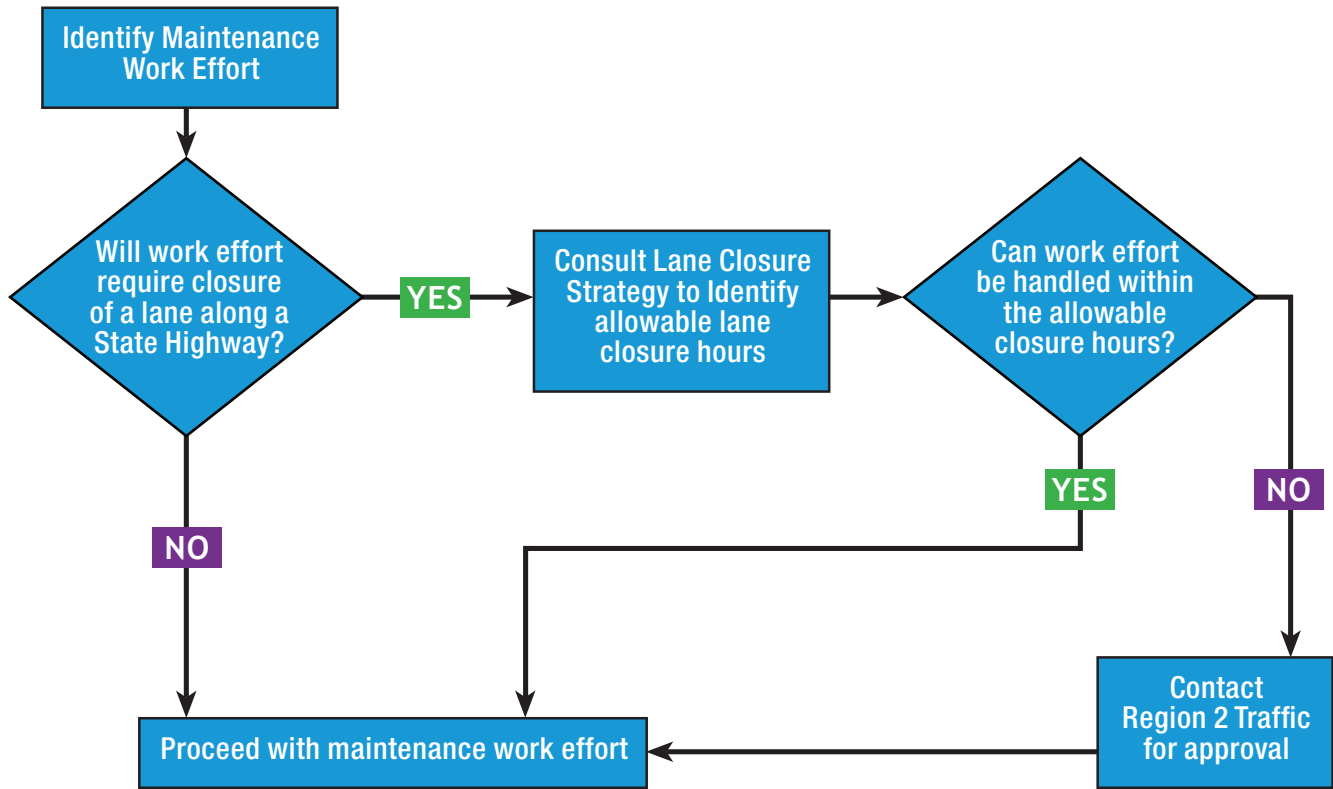 Identify Maintenance
Work Effort
Will work effort
require closure
of a lane along a
State Highway?
YES
Consult Lane Closure
Strategy to Identify
allowable lane
closure hours
Can work effort
be handled within
the allowable
closure hours?
YES
NO
NO
Contact
Region 2 Traffic
for approval
Proceed with maintenance work effort